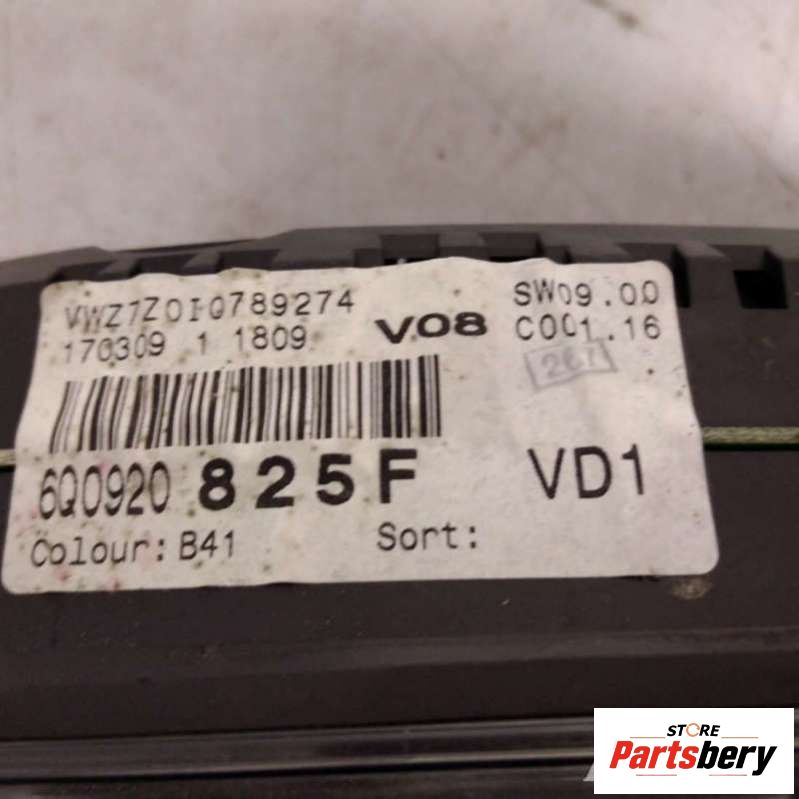 VWZ7Z0I0789274
170309 1 1809
V08
SW09.00
C001.16
267
6Q0920 825F
VD1
Colour: B41
Sort:
STORE
Partsbery